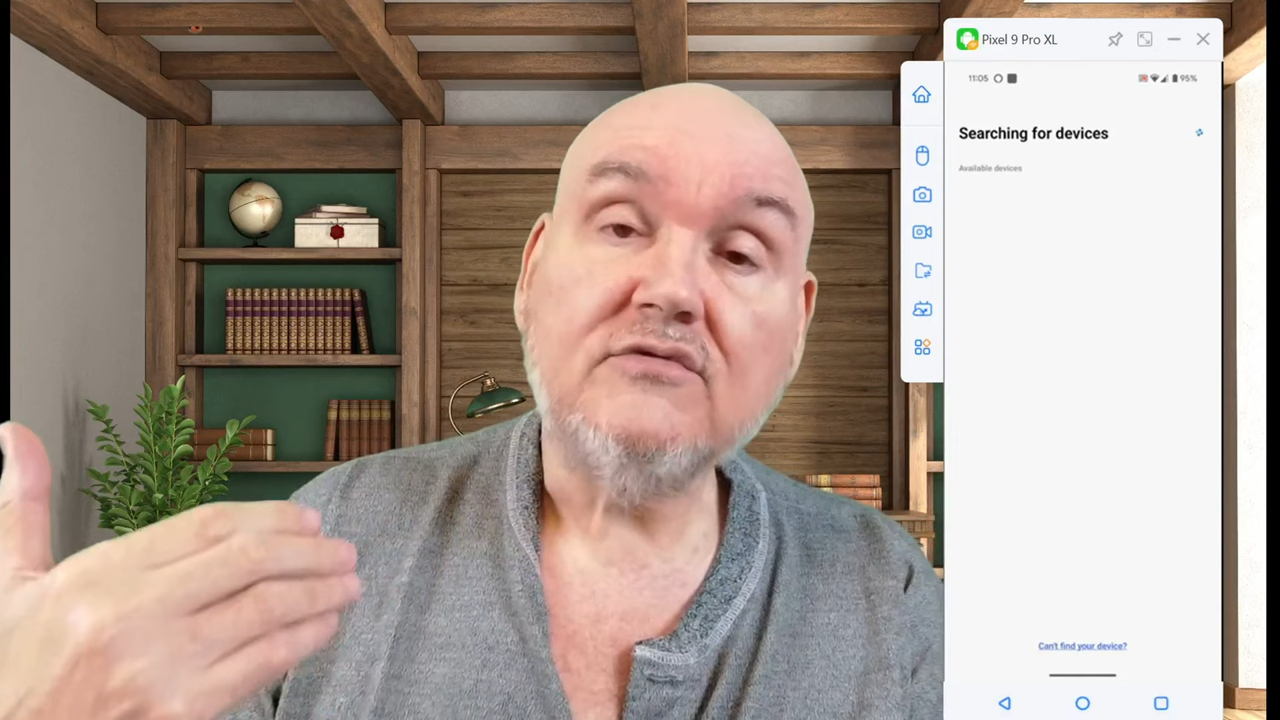 Pixel 9 Pro XL
11:05
95%
Searching for devices
Available devices
Can't find your device?